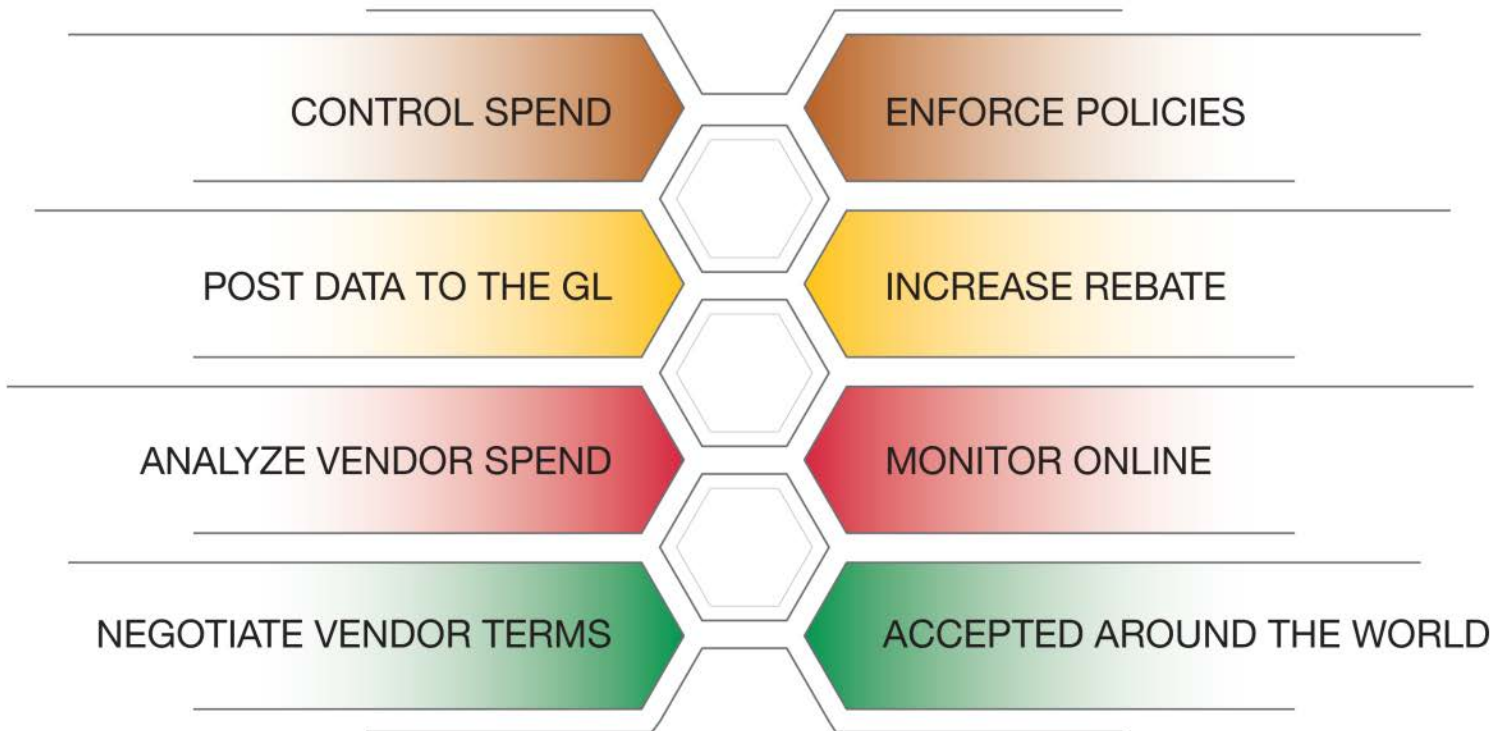 CONTROL SPEND
ENFORCE POLICIES
POST DATA TO THE GL
INCREASE REBATE
ANALYZE VENDOR SPEND
MONITOR ONLINE
NEGOTIATE VENDOR TERMS
ACCEPTED AROUND THE WORLD